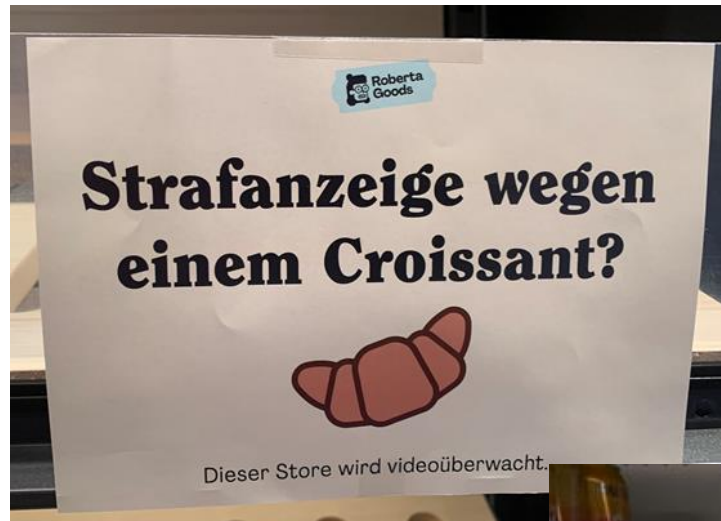 Roberta
Goods
Strafanzeige wegen
einem Croissant?
Dieser Store wird videoüberwacht.